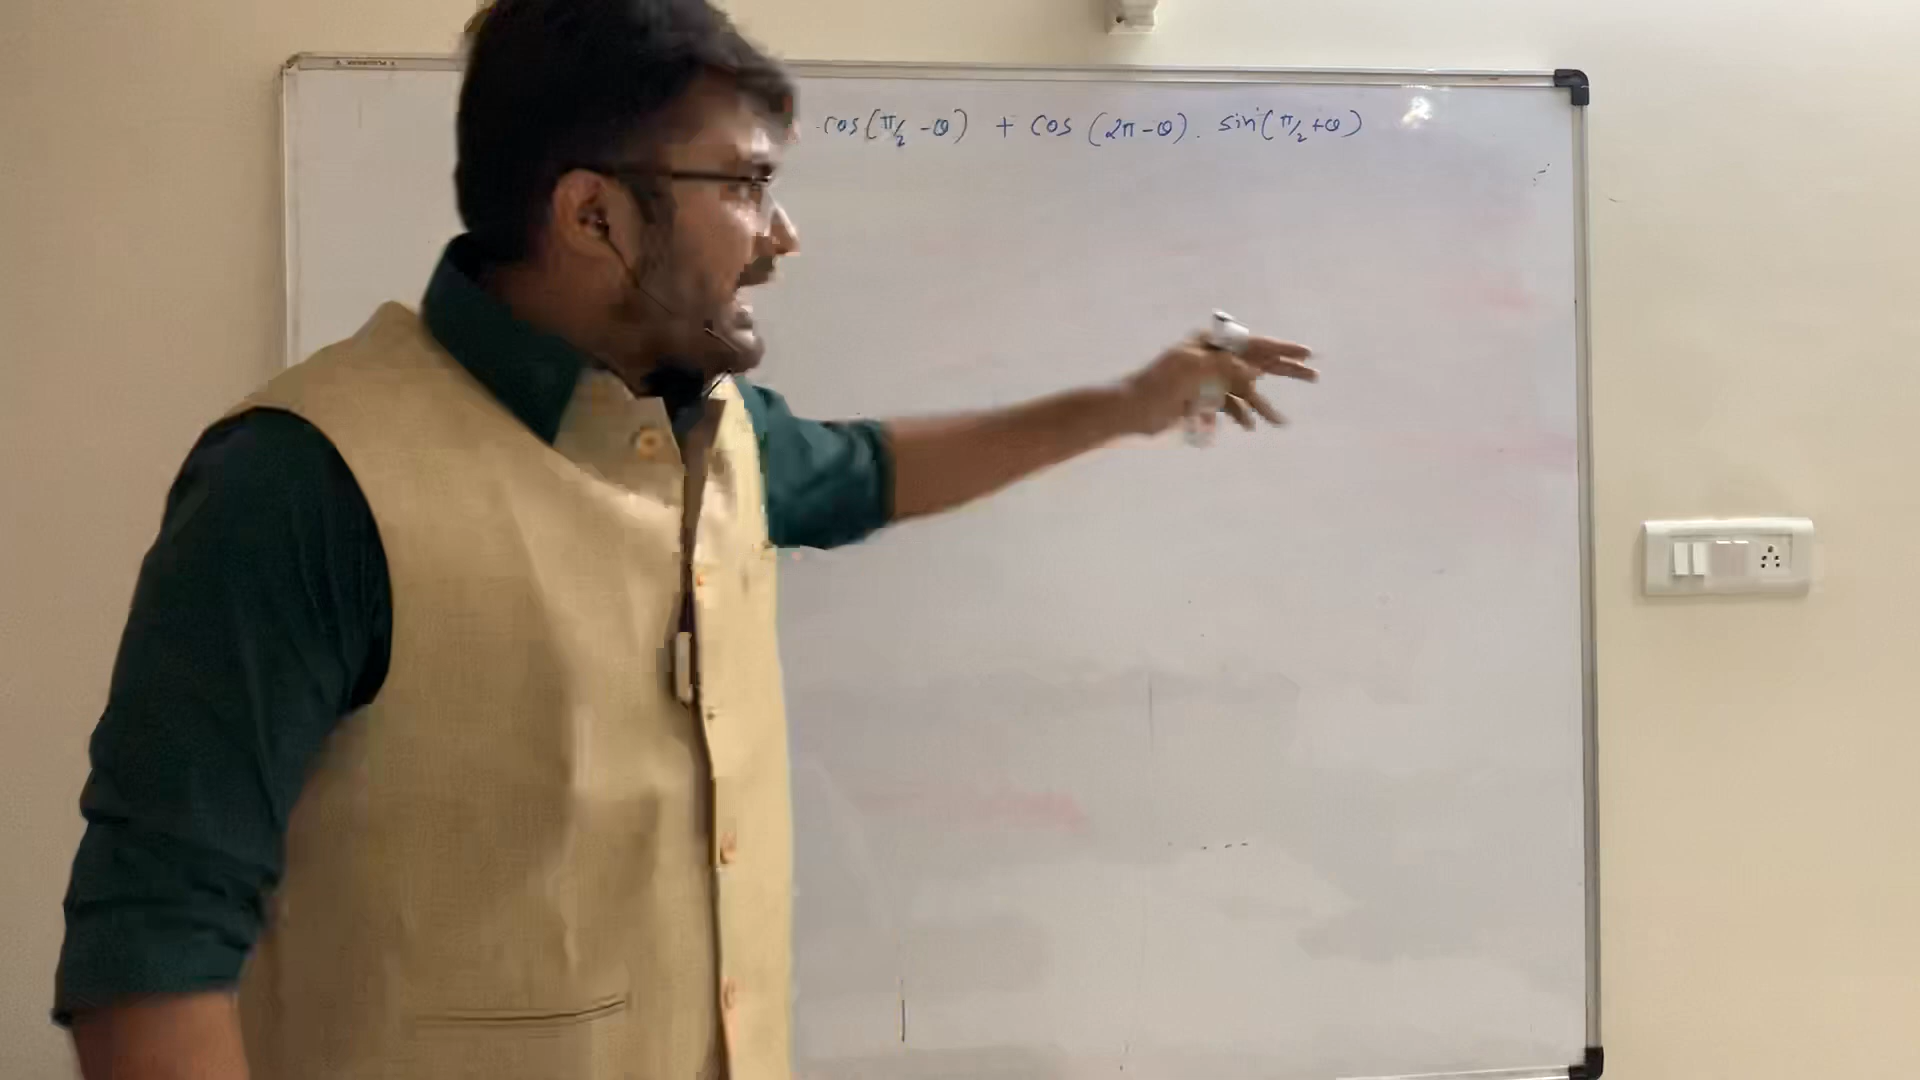 .cos(π/2 -θ) + cos (2π-θ). sin(π/2+θ)